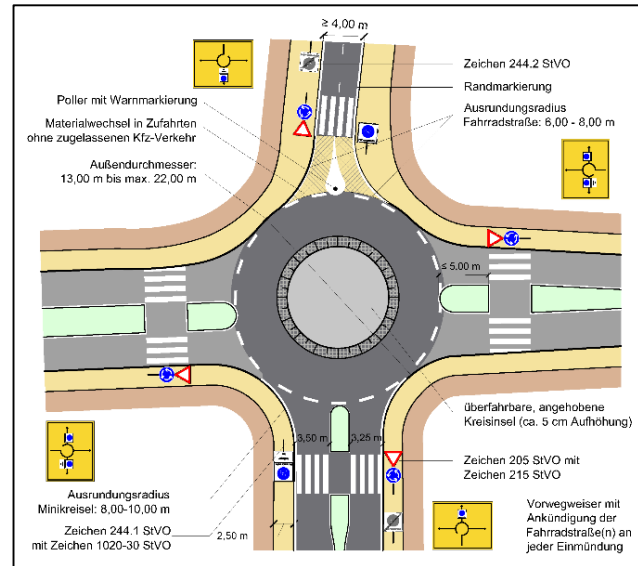 ≥ 4,00 m
Zeichen 244.2 StVO
Randmarkierung
Poller mit Warnmarkierung
Materialwechsel in Zufahrten
ohne zugelassenen Kfz-Verkehr
Ausrundungsradius
Fahrradstraße: 6,00 - 8,00 m
Außendurchmesser:
13,00 m bis max. 22,00 m
≤ 5.00 m
überfahrbare, angehobene
Kreisinsel (ca. 5 cm Aufhöhung)
3,50 m
3,25 m
Zeichen 205 StVO mit
Zeichen 215 StVO
Ausrundungsradius
Minikreisel: 8,00-10,00 m
Zeichen 244.1 StVO
mit Zeichen 1020-30 StVO
2,50 m
Vorwegweiser mit
Ankündigung der
Fahrradstraße(n) an
jeder Einmündung